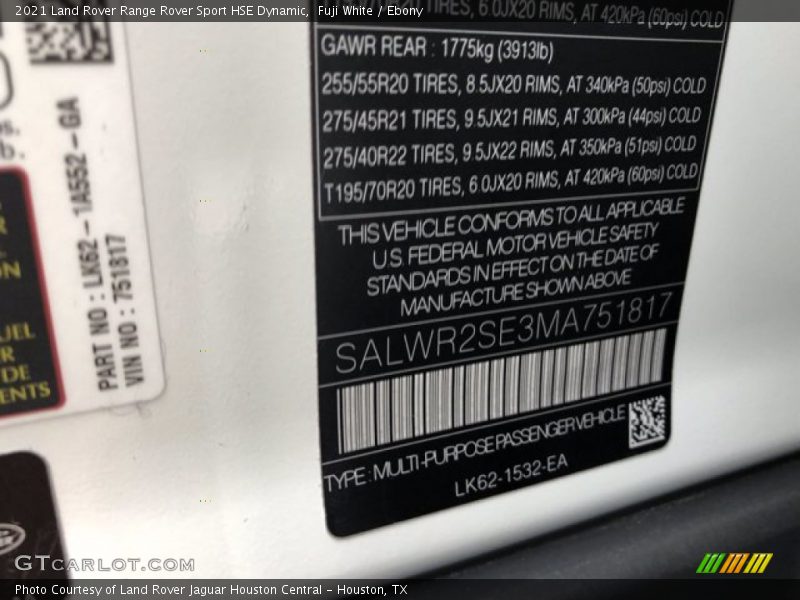 2021 Land Rover Range Rover Sport HSE Dynamic, Fuji White / Ebony
TIRES, 6.0JX20 RIMS, AT 420kPa (60psi) COLD
GAWR REAR : 1775kg (3913lb)
255/55R20 TIRES, 8.5JX20 RIMS, AT 340kPa (50psi) COLD
275/45R21 TIRES, 9.5JX21 RIMS, AT 300kPa (44psi) COLD
275/40R22 TIRES, 9.5JX22 RIMS, AT 350kPa (51psi) COLD
T195/70R20 TIRES, 6.0JX20 RIMS, AT 420kPa (60psi) COLD
THIS VEHICLE CONFORMS TO ALL APPLICABLE
U.S. FEDERAL MOTOR VEHICLE SAFETY
STANDARDS IN EFFECT ON THE DATE OF
MANUFACTURE SHOWN ABOVE
SALWR2SE3MA751817
TYPE : MULTI-PURPOSE PASSENGER VEHICLE
LK62-1532-EA
PART NO : LK62-1A552-GA
VIN NO : 751817
lb.
UEL
R
DE
ENTS
GTCARLOT.COM
Photo Courtesy of Land Rover Jaguar Houston Central - Houston, TX